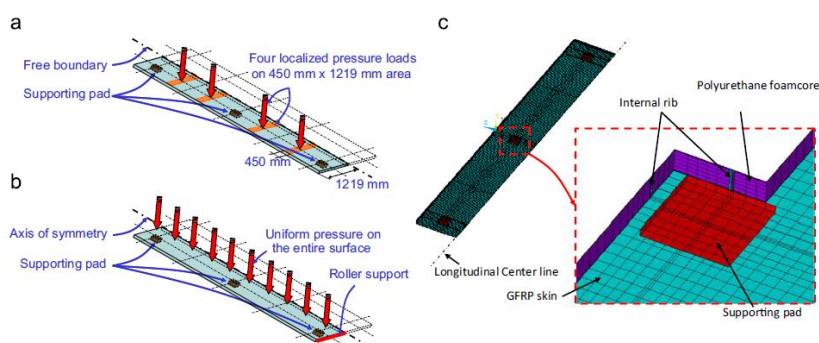 a
Free boundary
Supporting pad
Four localized pressure loads
on 450 mm x 1219 mm area
450 mm
1219 mm
b
Axis of symmetry
Supporting pad
Uniform pressure on
the entire surface
Roller support
c
Polyurethane foamcore
Internal rib
Longitudinal Center line
GFRP skin
Supporting pad